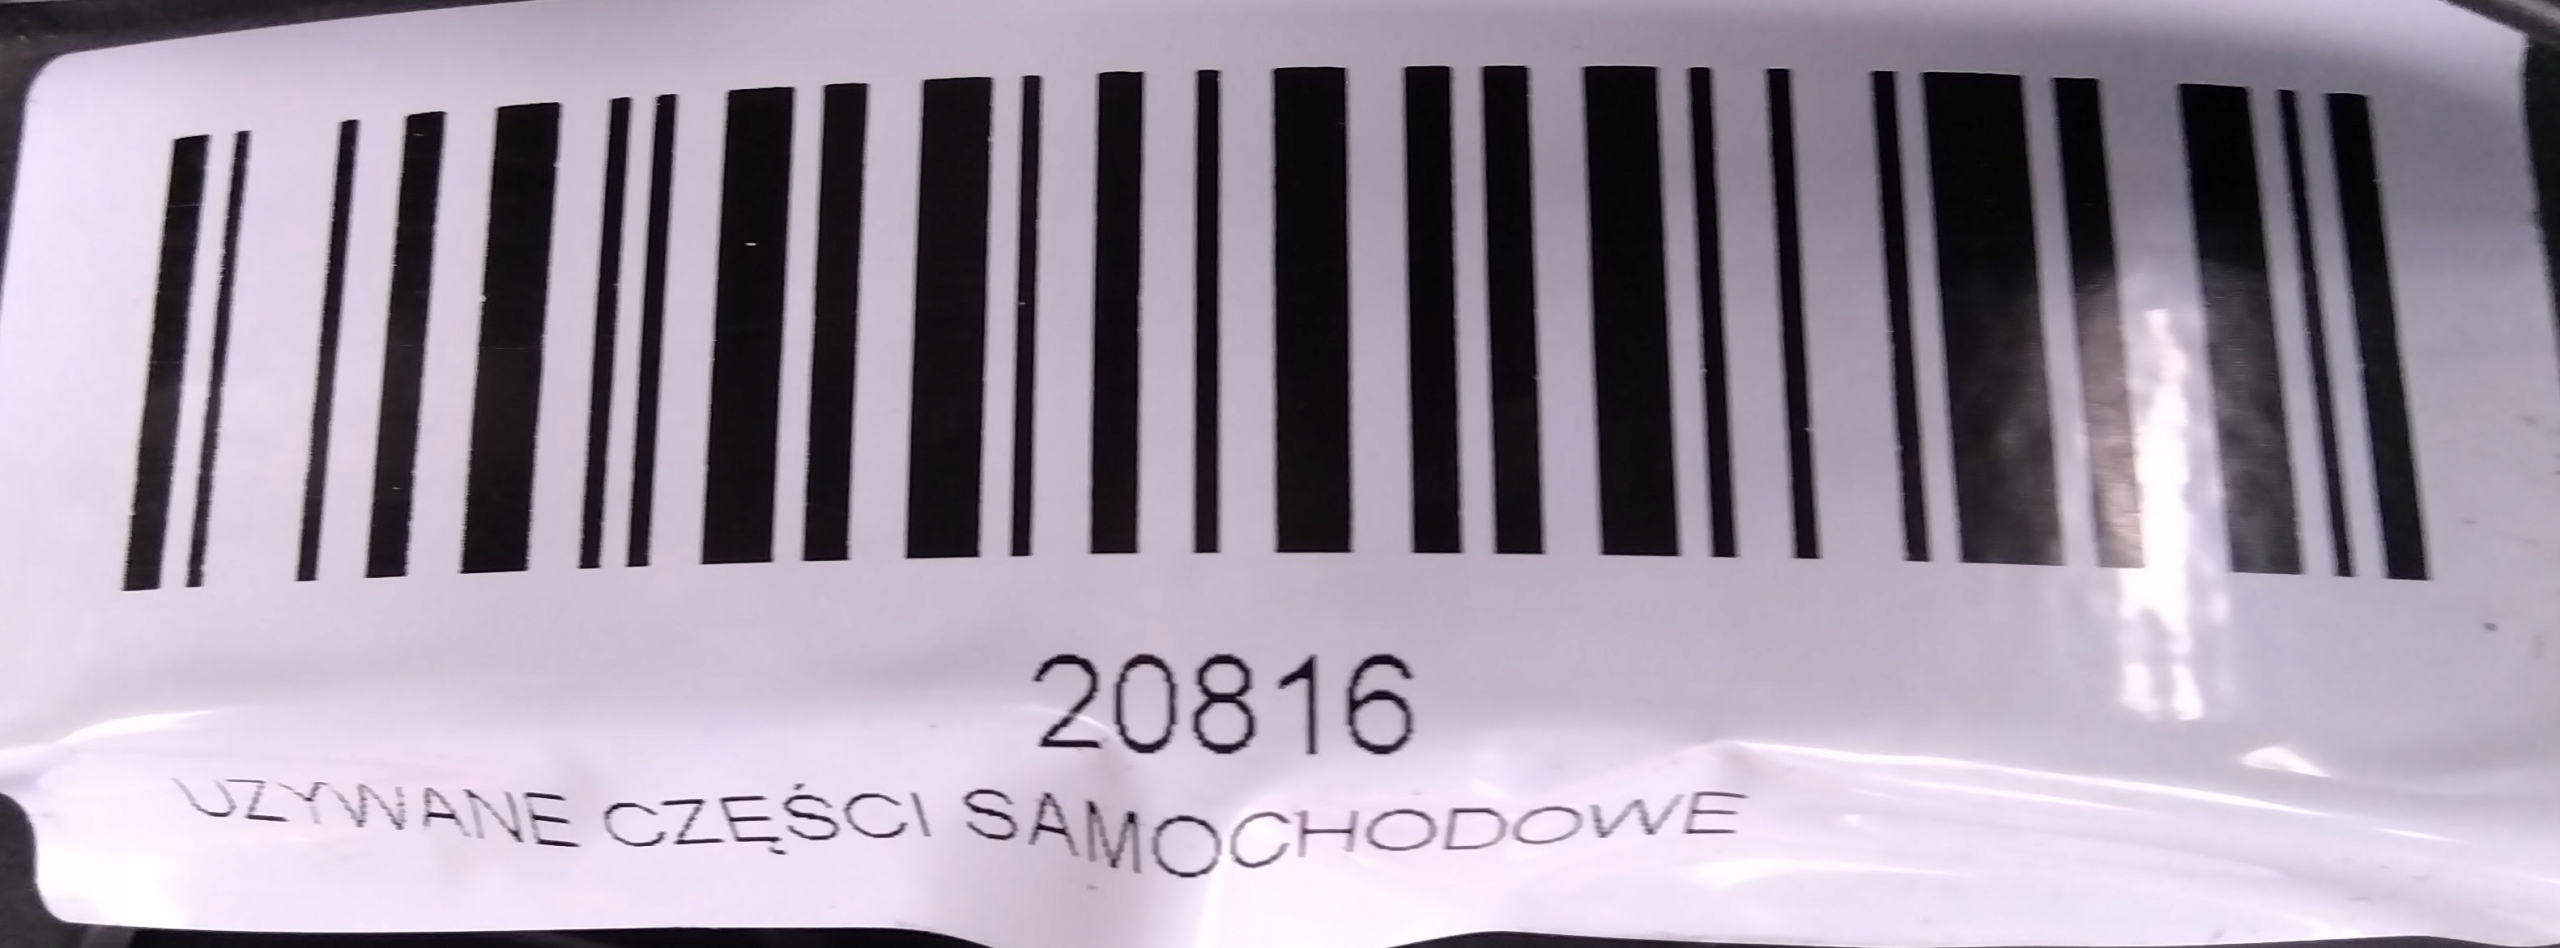 20816
UZYWANE CZĘŚCI SAMOCHODOWE